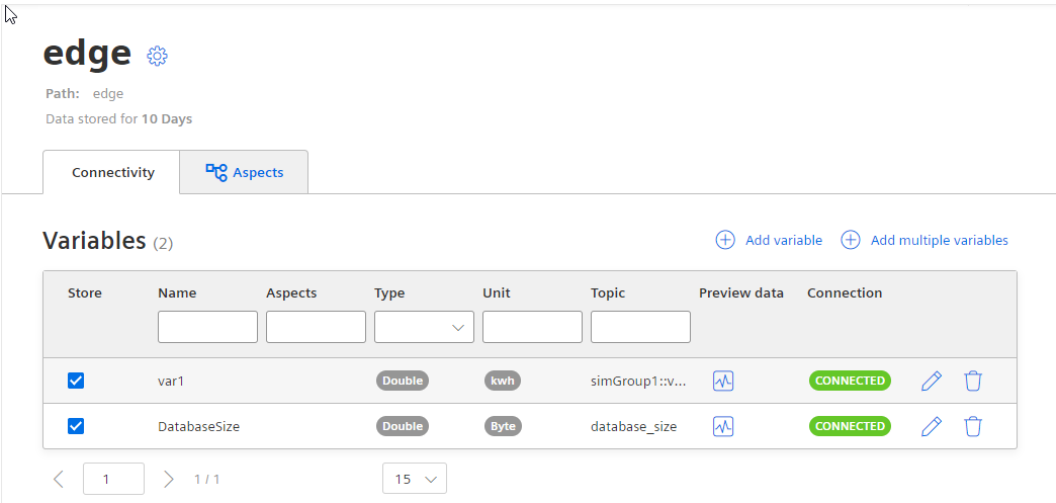 edge
Path: edge
Data stored for 10 Days
Connectivity Aspects
Variables (2) Add variable Add multiple variables
Store Name Aspects Type Unit Topic Preview data Connection
var1 Double kwh simGroup1::v... CONNECTED
DatabaseSize Double Byte database_size CONNECTED
1 1 / 1 15